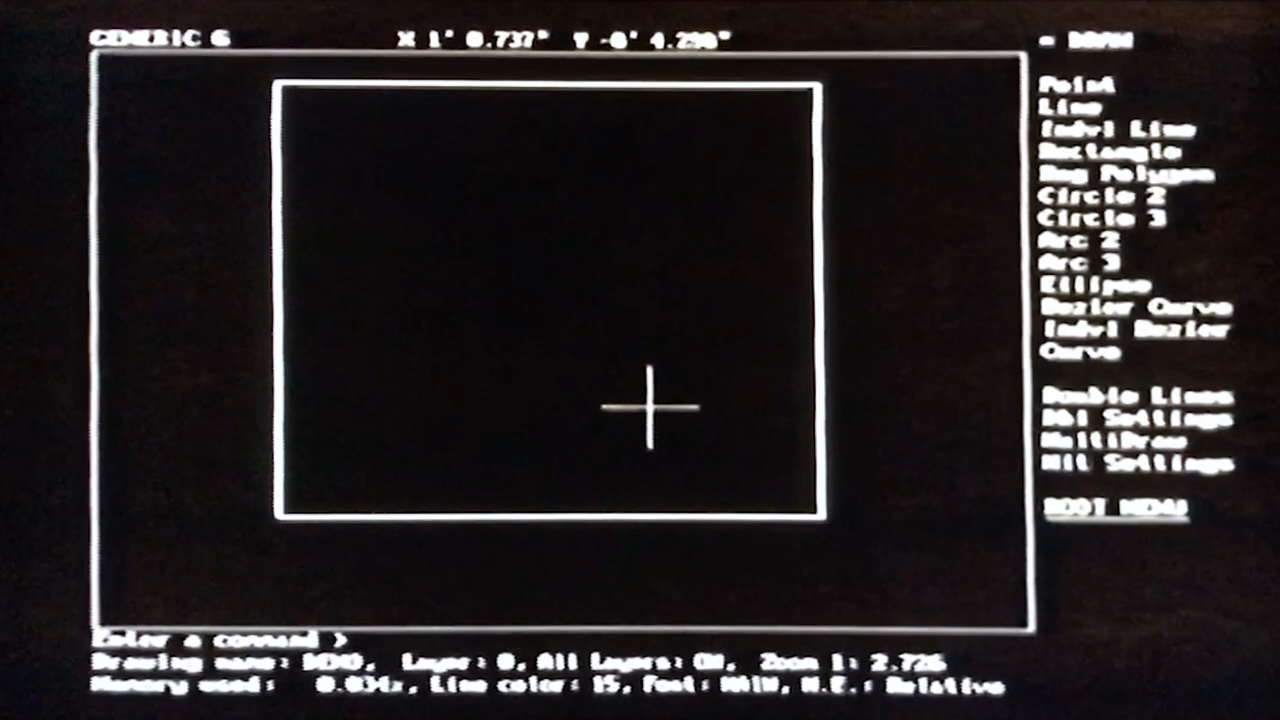 GENERIC 6 X 1' 0.737" Y -0' 4.298"
- DRAW
Point
Line
Indvl Line
Rectangle
Reg Polygon
Circle 2
Circle 3
Arc 2
Arc 3
Ellipse
Bezier Curve
Indvl Bezier
Curve
Double Lines
Dbl Settings
MultiDraw
Mlt Settings
ROOT MENU
Enter a command >
Drawing name: DEMO, Layer: 0, All Layers: ON, Zoom 1: 2.726
Memory used: 0.034%, Line color: 15, Font: MAIN, M.E.: Relative